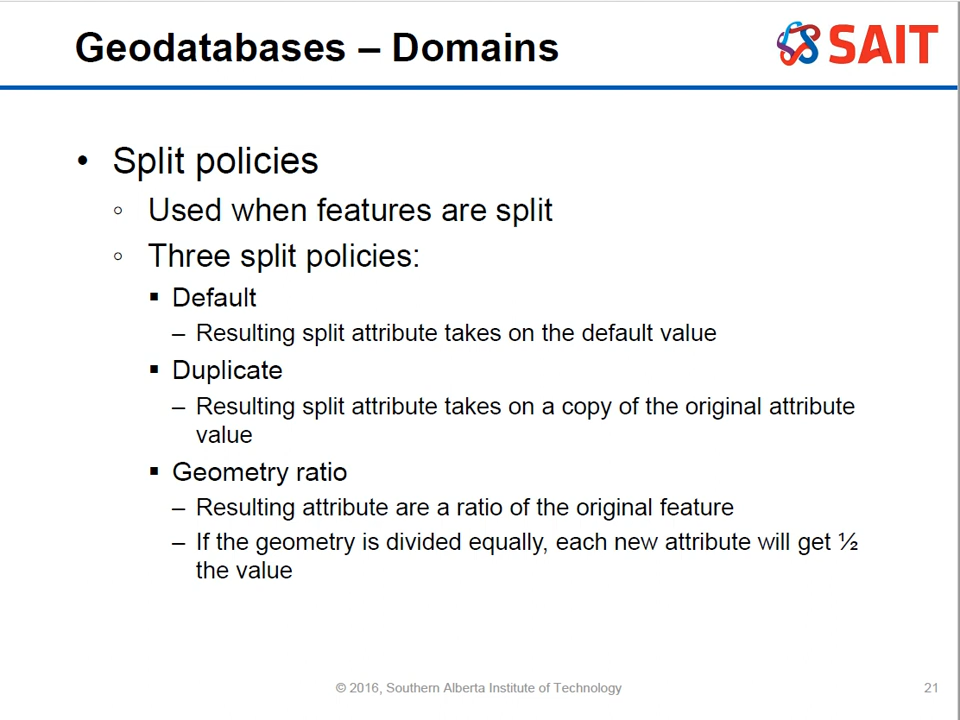 Geodatabases – Domains
SAIT
• Split policies
◦ Used when features are split
◦ Three split policies:
▪ Default
– Resulting split attribute takes on the default value
▪ Duplicate
– Resulting split attribute takes on a copy of the original attribute
value
▪ Geometry ratio
– Resulting attribute are a ratio of the original feature
– If the geometry is divided equally, each new attribute will get ½
the value
© 2016, Southern Alberta Institute of Technology
21